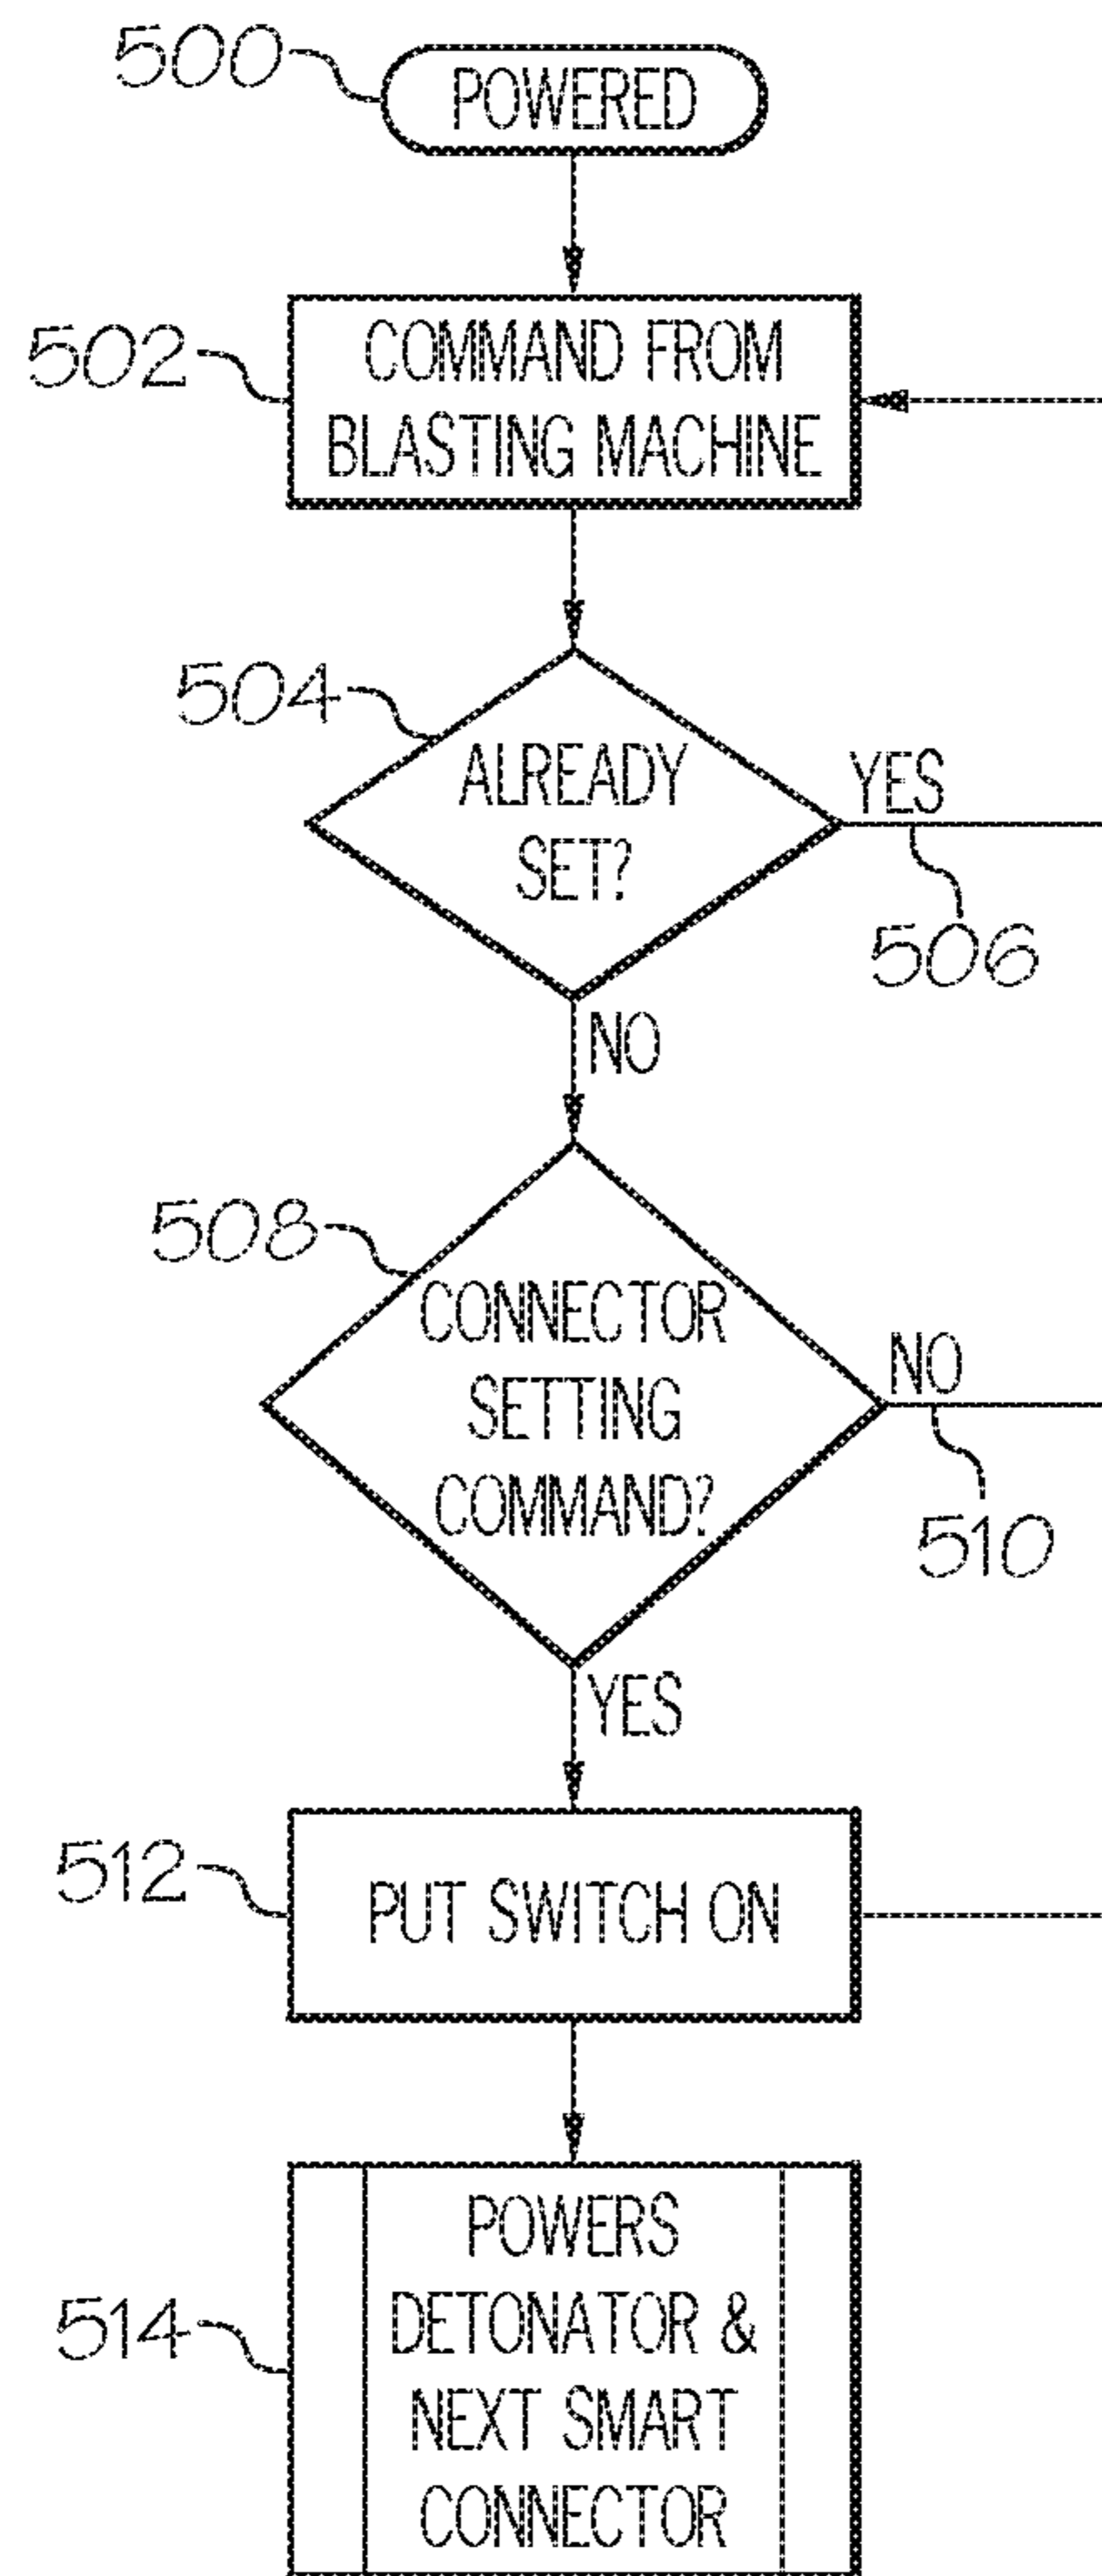 500
POWERED
502
COMMAND FROM
BLASTING MACHINE
504
ALREADY
SET?
YES
506
NO
508
CONNECTOR
SETTING
COMMAND?
NO
510
YES
512
PUT SWITCH ON
514
POWERS
DETONATOR &
NEXT SMART
CONNECTOR